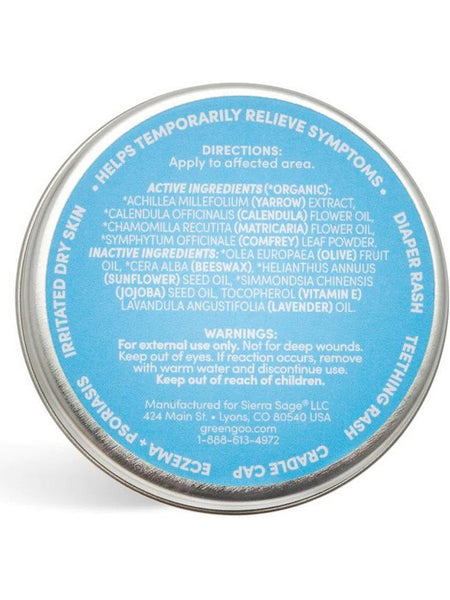 • HELPS TEMPORARILY RELIEVE SYMPTOMS •
DIAPER RASH
TEETHING RASH
CRADLE CAP
ECZEMA + PSORIASIS
IRRITATED DRY SKIN
DIRECTIONS:
Apply to affected area.
ACTIVE INGREDIENTS (*ORGANIC):
*ACHILLEA MILLEFOLIUM (YARROW) EXTRACT,
*CALENDULA OFFICINALIS (CALENDULA) FLOWER OIL,
*CHAMOMILLA RECUTITA (MATRICARIA) FLOWER OIL,
*SYMPHYTUM OFFICINALE (COMFREY) LEAF POWDER.
INACTIVE INGREDIENTS: *OLEA EUROPAEA (OLIVE) FRUIT
OIL, *CERA ALBA (BEESWAX), *HELIANTHUS ANNUUS
(SUNFLOWER) SEED OIL, *SIMMONDSIA CHINENSIS
(JOJOBA) SEED OIL, TOCOPHEROL (VITAMIN E)
LAVANDULA ANGUSTIFOLIA (LAVENDER) OIL.
WARNINGS:
For external use only. Not for deep wounds.
Keep out of eyes. If reaction occurs, remove
with warm water and discontinue use.
Keep out of reach of children.
Manufactured for Sierra Sage® LLC
424 Main St. • Lyons, CO 80540 USA
greengoo.com
1-888-613-4972